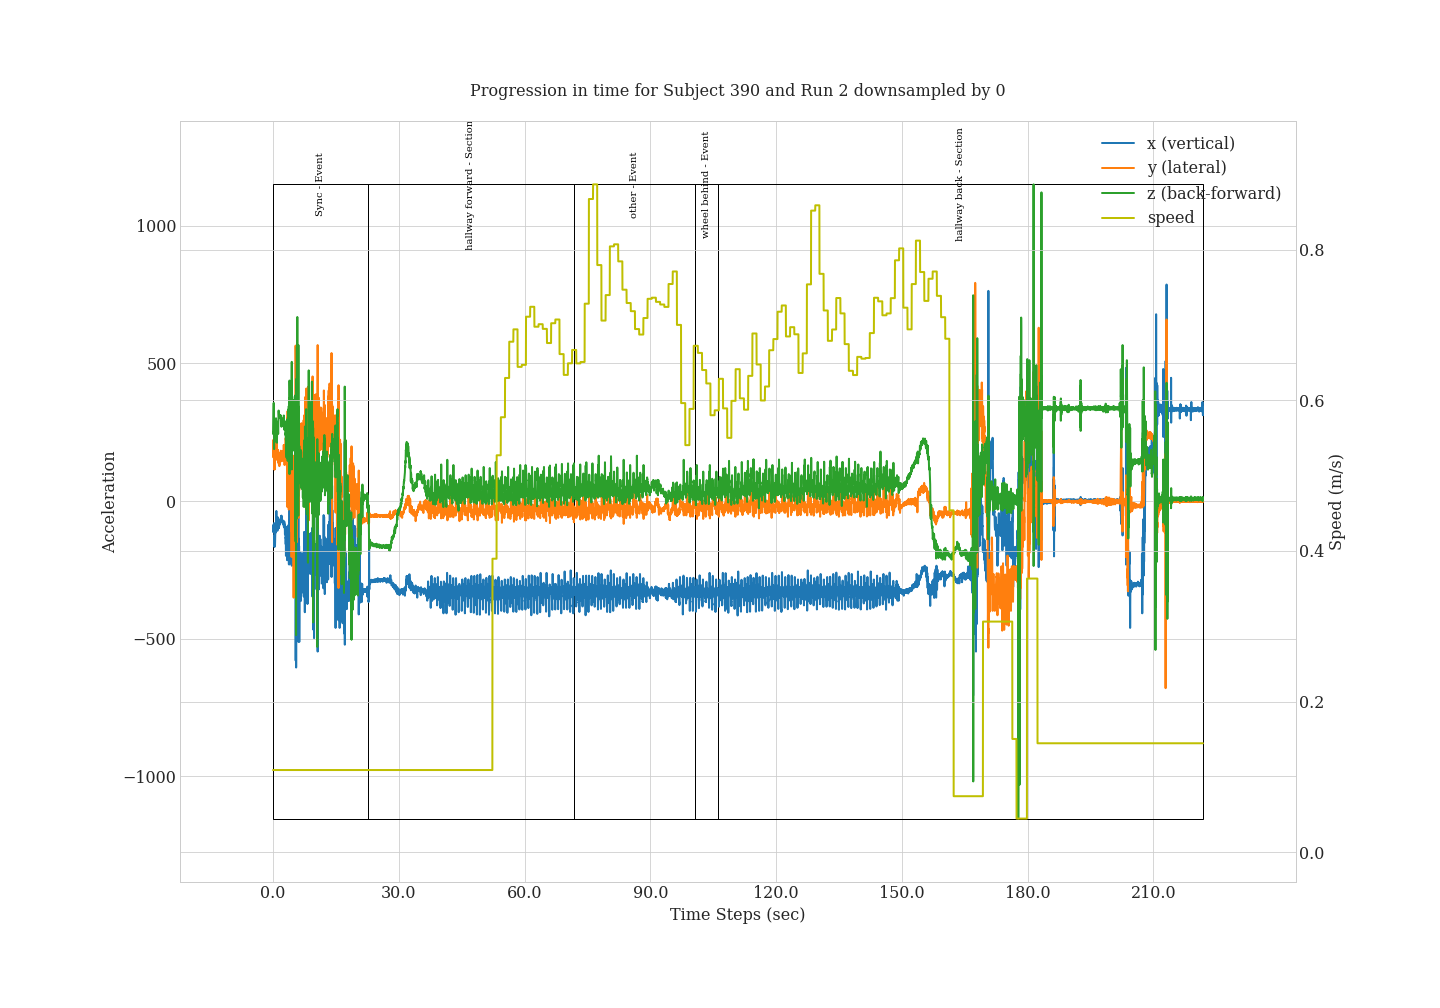 Progression in time for Subject 390 and Run 2 downsampled by 0
Sync - Event
hallway forward - Section
other - Event
wheel behind - Event
hallway back - Section
x (vertical)
y (lateral)
z (back-forward)
speed
Acceleration
1000
500
0
−500
−1000
0.8
0.6
0.4
0.2
0.0
Speed (m/s)
0.0 30.0 60.0 90.0 120.0 150.0 180.0 210.0
Time Steps (sec)